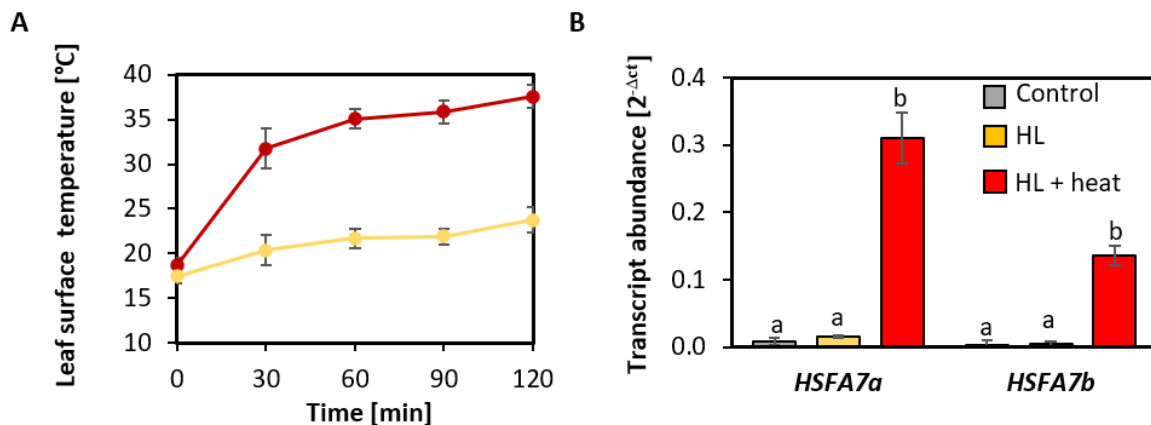 A
Leaf surface temperature [°C]
40
35
30
25
20
15
10
0 30 60 90 120
Time [min]
B
Transcript abundance [2^-Δct]
0.4
0.3
0.2
0.1
0.0
Control
HL
HL + heat
a a b
a a b
HSFA7a HSFA7b